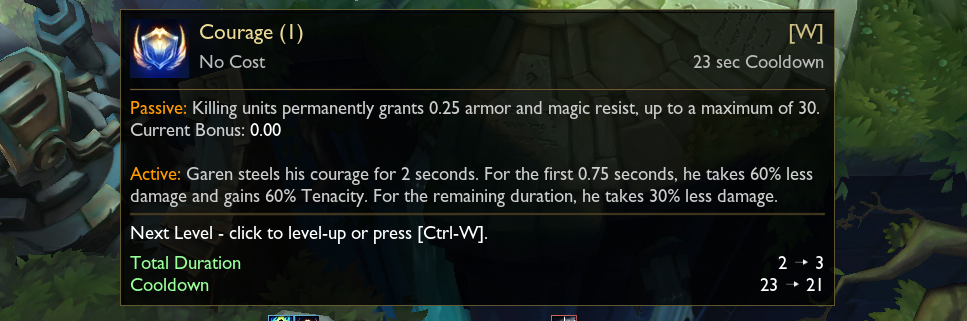 Courage (1) [W]
No Cost 23 sec Cooldown
Passive: Killing units permanently grants 0.25 armor and magic resist, up to a maximum of 30.
Current Bonus: 0.00
Active: Garen steels his courage for 2 seconds. For the first 0.75 seconds, he takes 60% less
damage and gains 60% Tenacity. For the remaining duration, he takes 30% less damage.
Next Level - click to level-up or press [Ctrl-W].
Total Duration 2 → 3
Cooldown 23 → 21